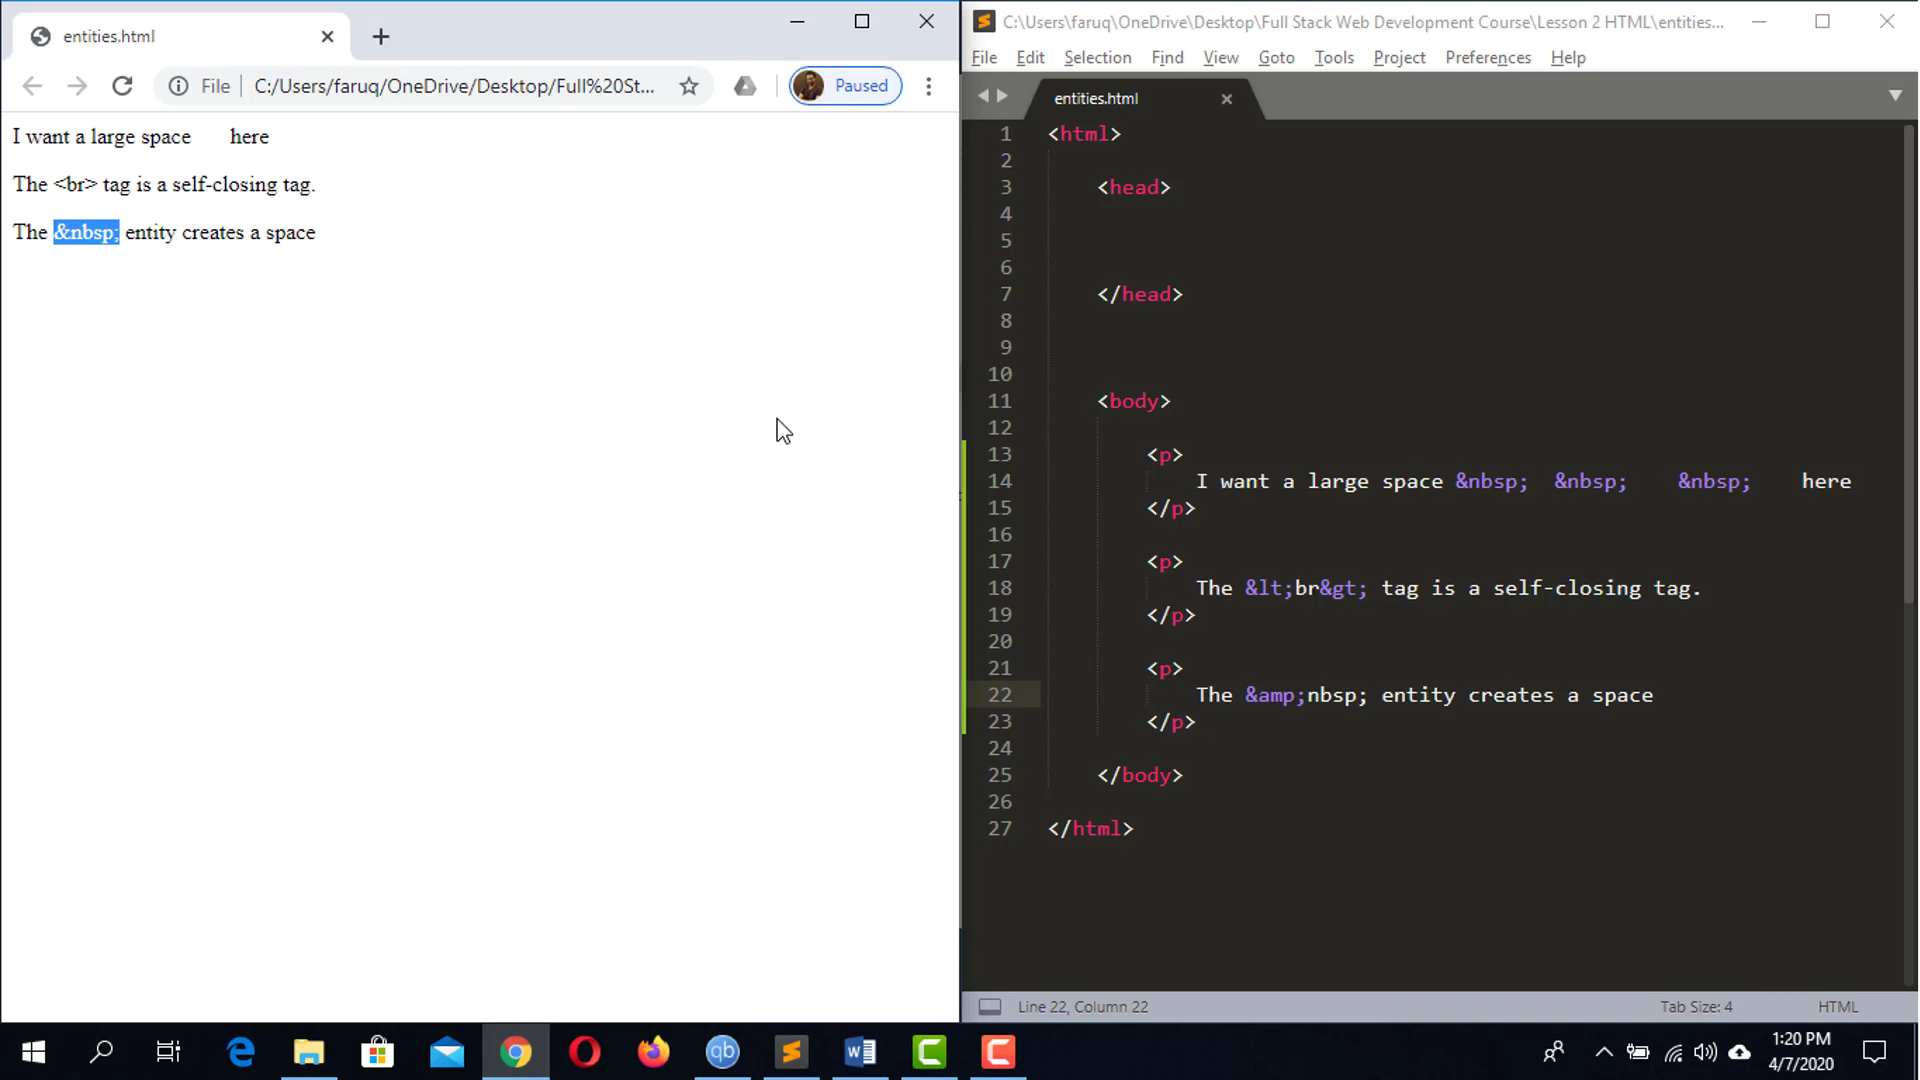 entities.html
File
C:/Users/faruq/OneDrive/Desktop/Full%20St...
Paused
I want a large space here
The <br> tag is a self-closing tag.
The &nbsp; entity creates a space
C:\Users\faruq\OneDrive\Desktop\Full Stack Web Development Course\Lesson 2 HTML\entities...
File Edit Selection Find View Goto Tools Project Preferences Help
entities.html
1 <html>
2
3 <head>
4
5
6
7 </head>
8
9
10
11 <body>
12
13 <p>
14 I want a large space &nbsp; &nbsp; &nbsp; here
15 </p>
16
17 <p>
18 The &lt;br&gt; tag is a self-closing tag.
19 </p>
20
21 <p>
22 The &amp;nbsp; entity creates a space
23 </p>
24
25 </body>
26
27 </html>
Line 22, Column 22
Tab Size: 4
HTML
qb
1:20 PM
4/7/2020